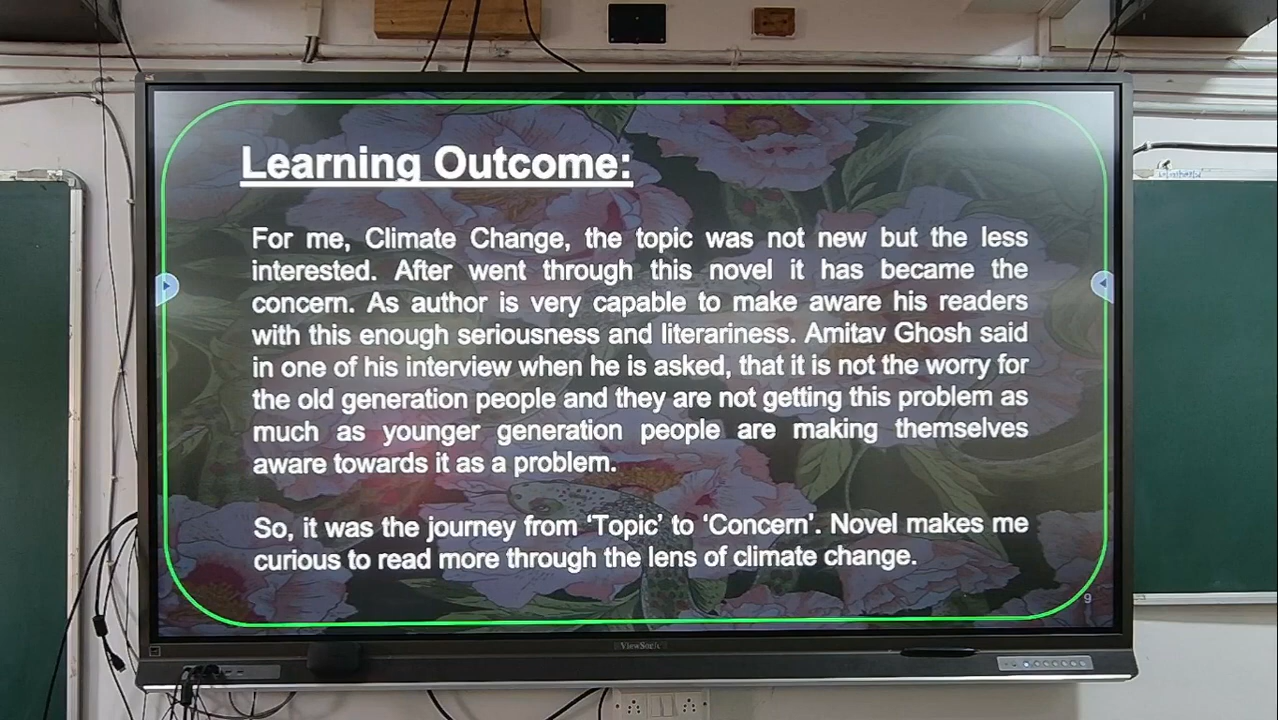 Learning Outcome:
For me, Climate Change, the topic was not new but the less
interested. After went through this novel it has became the
concern. As author is very capable to make aware his readers
with this enough seriousness and literariness. Amitav Ghosh said
in one of his interview when he is asked, that it is not the worry for
the old generation people and they are not getting this problem as
much as younger generation people are making themselves
aware towards it as a problem.
So, it was the journey from ‘Topic’ to ‘Concern’. Novel makes me
curious to read more through the lens of climate change.
9
ViewSonic